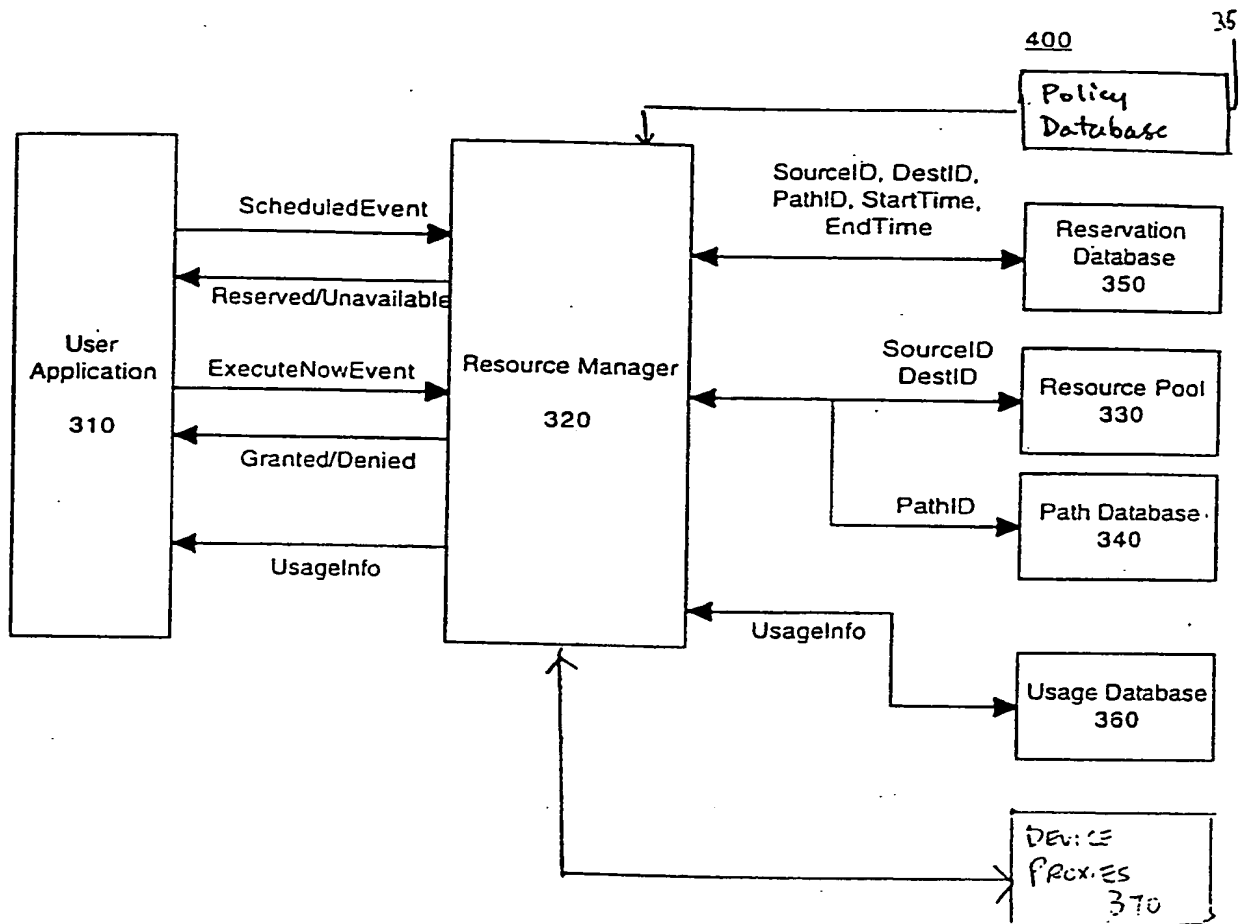 35
400
Policy
Database
SourceID, DestID,
PathID, StartTime,
EndTime
ScheduledEvent
Reservation
Database
350
Reserved/Unavailable
User
Application
310
ExecuteNowEvent
Resource Manager
320
SourceID
DestID
Resource Pool
330
Granted/Denied
PathID
Path Database
340
UsageInfo
UsageInfo
Usage Database
360
DEVICE
PROXIES
370